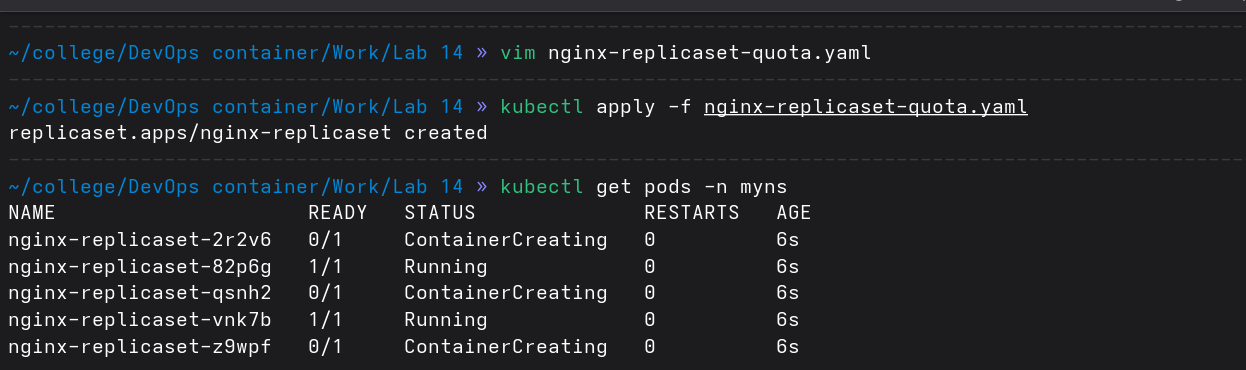 ~/college/DevOps container/Work/Lab 14 » vim nginx-replicaset-quota.yaml
~/college/DevOps container/Work/Lab 14 » kubectl apply -f nginx-replicaset-quota.yaml
replicaset.apps/nginx-replicaset created
~/college/DevOps container/Work/Lab 14 » kubectl get pods -n myns
NAME                     READY   STATUS              RESTARTS   AGE
nginx-replicaset-2r2v6   0/1     ContainerCreating   0          6s
nginx-replicaset-82p6g   1/1     Running             0          6s
nginx-replicaset-qsnh2   0/1     ContainerCreating   0          6s
nginx-replicaset-vnk7b   1/1     Running             0          6s
nginx-replicaset-z9wpf   0/1     ContainerCreating   0          6s